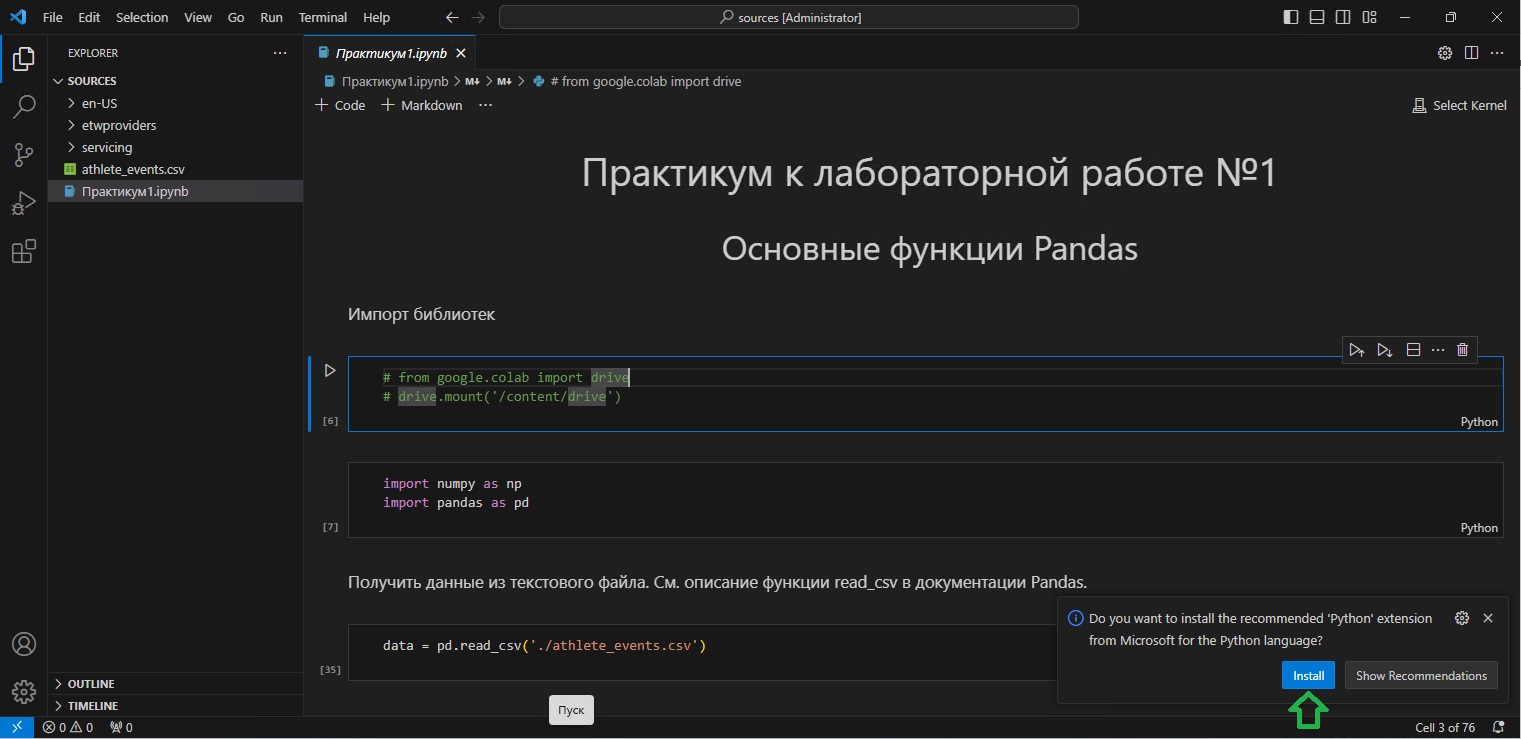 File Edit Selection View Go Run Terminal Help
sources [Administrator]
EXPLORER
SOURCES
en-US
etwproviders
servicing
athlete_events.csv
Практикум1.ipynb
OUTLINE
TIMELINE
Практикум1.ipynb
Практикум1.ipynb > M↓ > M↓ > # from google.colab import drive
+ Code + Markdown ...
Select Kernel
Практикум к лабораторной работе №1
Основные функции Pandas
Импорт библиотек
# from google.colab import drive
# drive.mount('/content/drive')
[6]
Python
import numpy as np
import pandas as pd
[7]
Python
Получить данные из текстового файла. См. описание функции read_csv в документации Pandas.
data = pd.read_csv('./athlete_events.csv')
[35]
Do you want to install the recommended 'Python' extension
from Microsoft for the Python language?
Install
Show Recommendations
Пуск
0 0 0
Cell 3 of 76